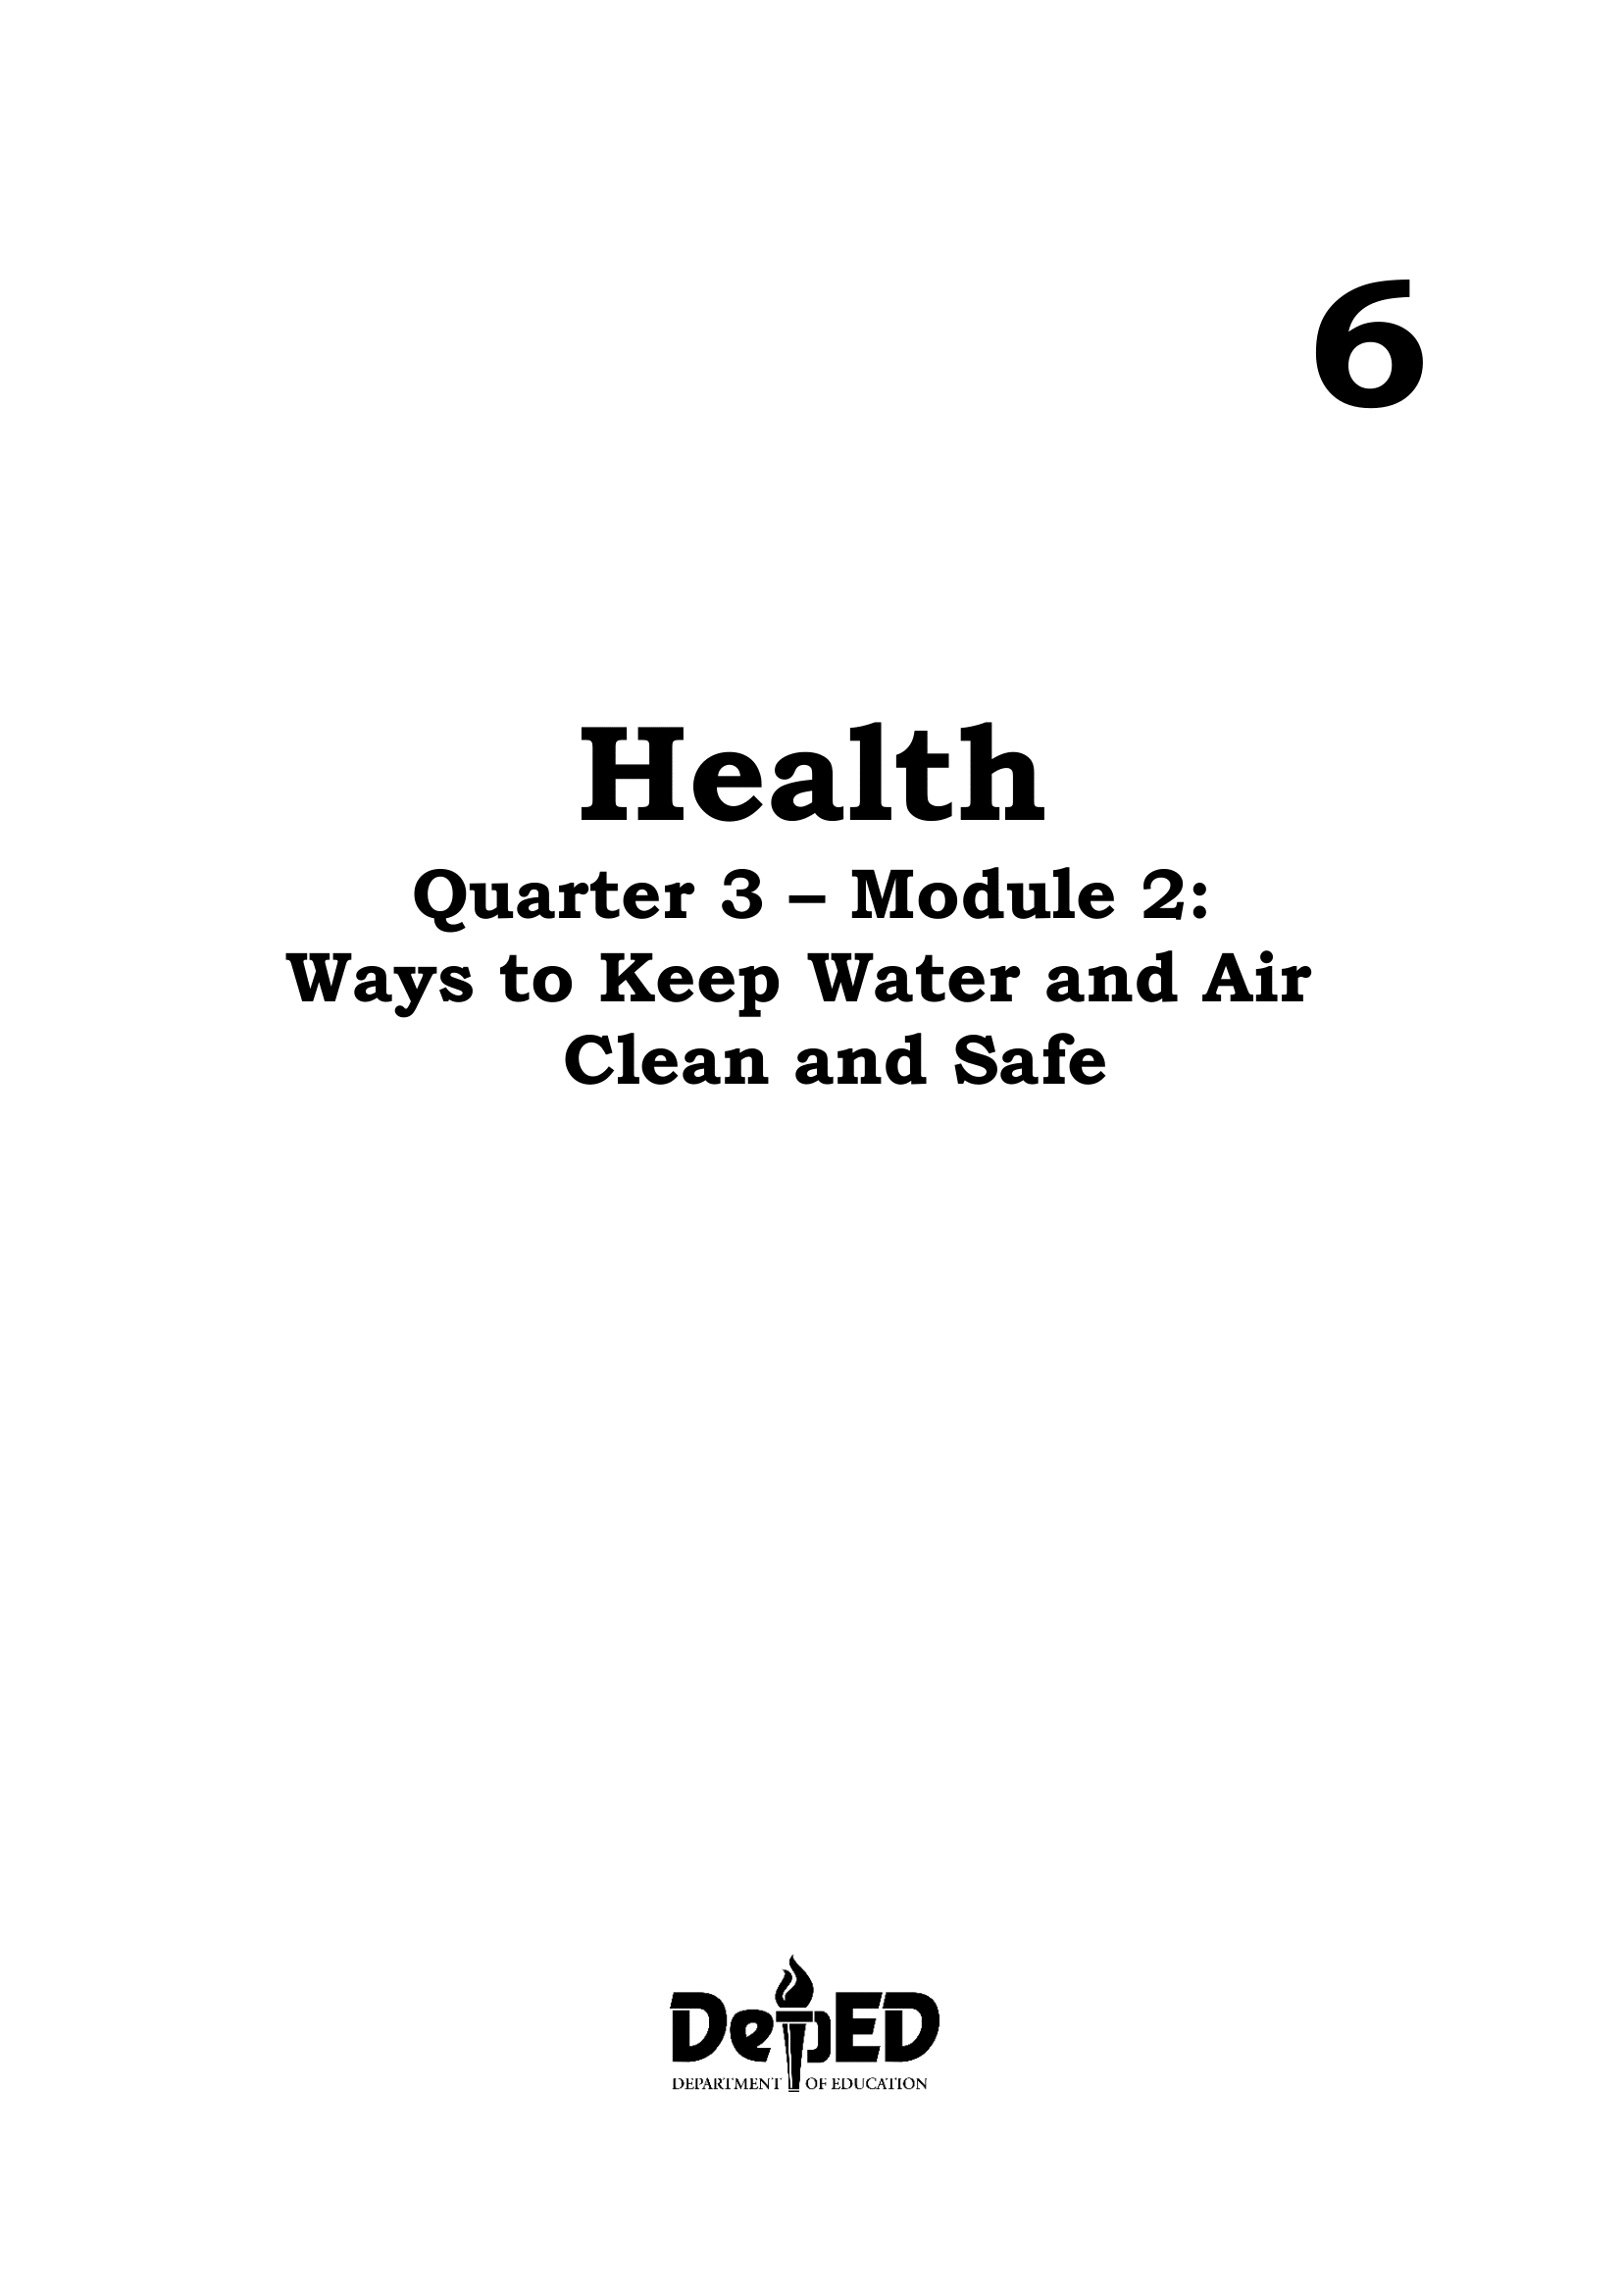 6
Health
Quarter 3 – Module 2:
Ways to Keep Water and Air
Clean and Safe
DepED
DEPARTMENT OF EDUCATION